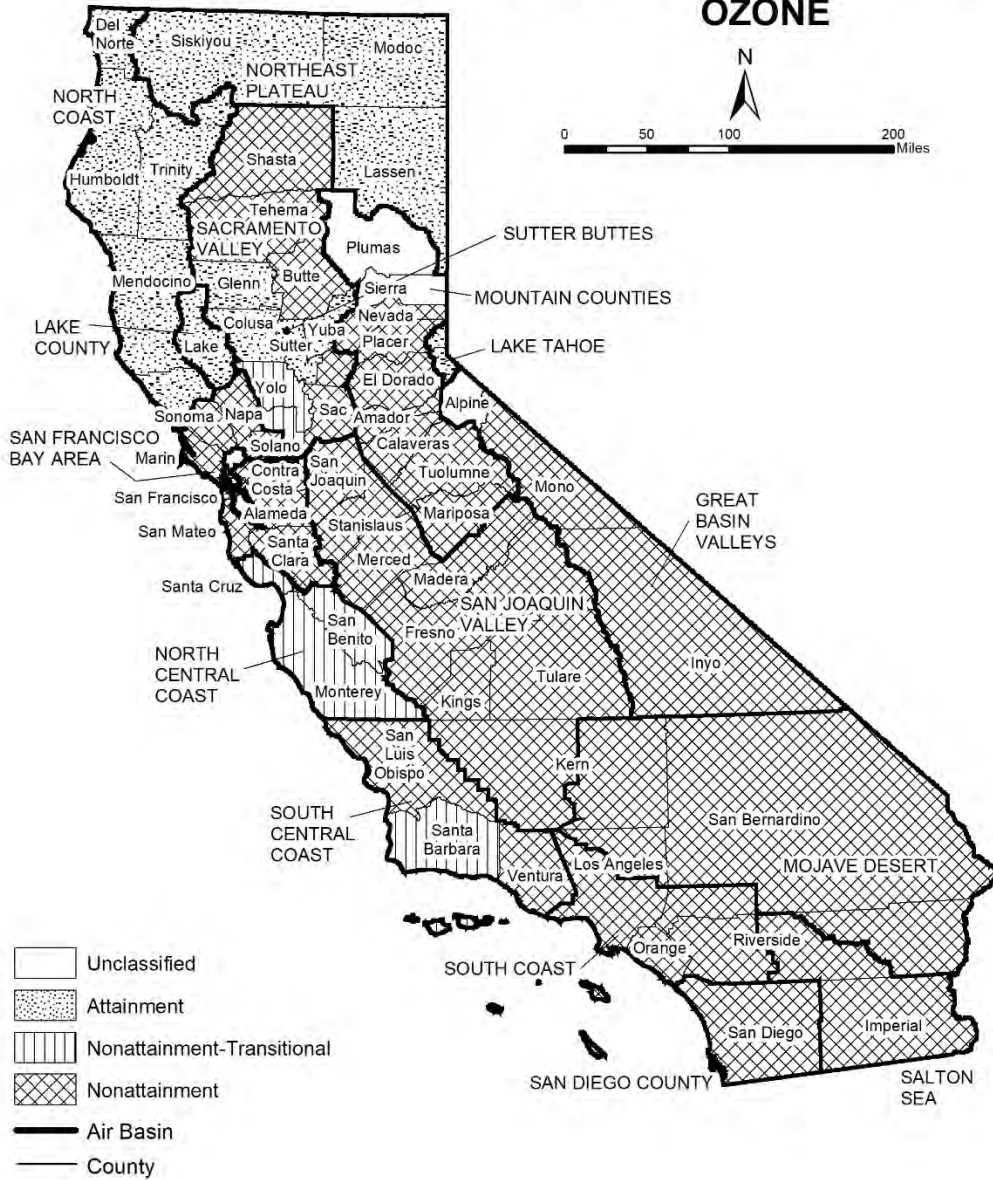 OZONE
N
0 50 100 200
Miles
Del
Norte
Siskiyou
Modoc
NORTHEAST
PLATEAU
NORTH
COAST
Shasta
Trinity
Humboldt
Lassen
Tehema
SACRAMENTO
VALLEY
Plumas
SUTTER BUTTES
Butte
Glenn
Mendocino
Sierra
MOUNTAIN COUNTIES
Nevada
Colusa
Yuba
LAKE
COUNTY
Lake
Sutter
Placer
LAKE TAHOE
Yolo
El Dorado
Alpine
Sonoma
Napa
Sac
Amador
SAN FRANCISCO
BAY AREA
Solano
Calaveras
Marin
Contra
Costa
San
Joaquin
Tuolumne
Mono
San Francisco
Alameda
Mariposa
GREAT
BASIN
VALLEYS
San Mateo
Stanislaus
Santa
Clara
Merced
Santa Cruz
Madera
SAN JOAQUIN
VALLEY
San
Benito
Fresno
NORTH
CENTRAL
COAST
Inyo
Tulare
Monterey
Kings
San
Luis
Obispo
Kern
SOUTH
CENTRAL
COAST
San Bernardino
Santa
Barbara
Los Angeles
Ventura
MOJAVE DESERT
Riverside
Orange
SOUTH COAST
Imperial
San Diego
SAN DIEGO COUNTY
SALTON
SEA
Unclassified
Attainment
Nonattainment-Transitional
Nonattainment
Air Basin
County